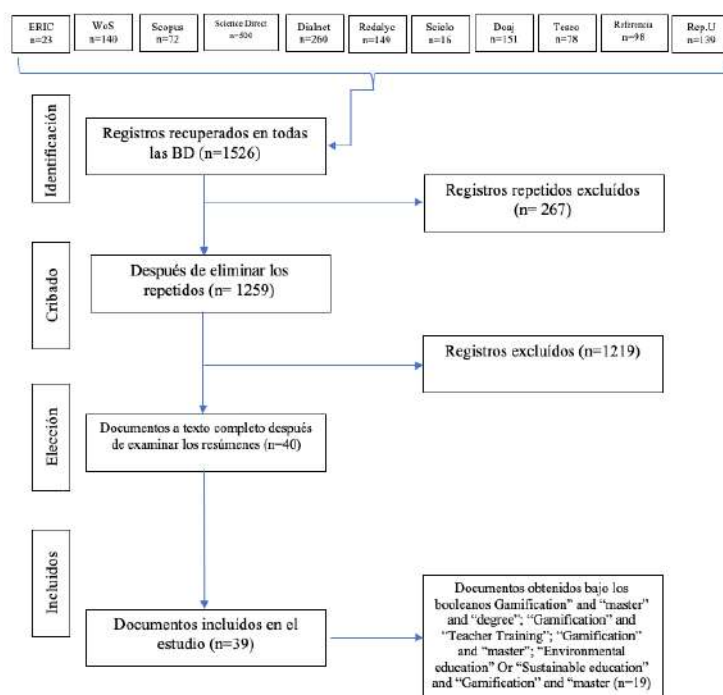 ERIC
n=23
WoS
n=140
Scopus
n=72
Science Direct
n=500
Dialnet
n=260
Redalyc
n=149
Scielo
n=16
Doaj
n=151
Teseo
n=78
Referencia
n=98
Rep.U
n=139
Identificación
Registros recuperados en todas
las BD (n=1526)
Registros repetidos excluídos
(n= 267)
Cribado
Después de eliminar los
repetidos (n= 1259)
Registros excluídos (n=1219)
Elección
Documentos a texto completo después
de examinar los resúmenes (n=40)
Incluidos
Documentos incluidos en el
estudio (n=39)
Documentos obtenidos bajo los
booleanos Gamification” and “master”
and “degree”; “Gamification” and
“Teacher Training”; “Gamification”
and “master”; “Environmental
education” Or “Sustainable education”
and “Gamification” and “master (n=19)